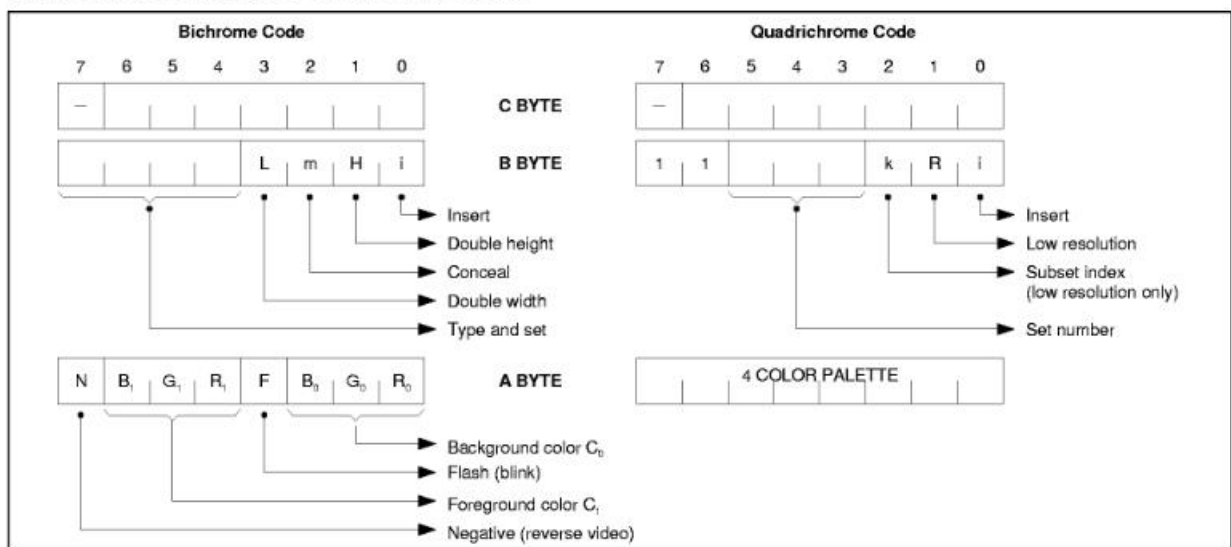 Bichrome Code Quadrichrome Code
7 6 5 4 3 2 1 0 7 6 5 4 3 2 1 0
– C BYTE –
L m H i B BYTE 1 1 k R i
Insert Insert
Double height Low resolution
Conceal Subset index
(low resolution only)
Double width
Type and set Set number
N B₁ G₁ R₁ F B₀ G₀ R₀ A BYTE 4 COLOR PALETTE
Background color C₀
Flash (blink)
Foreground color C₁
Negative (reverse video)